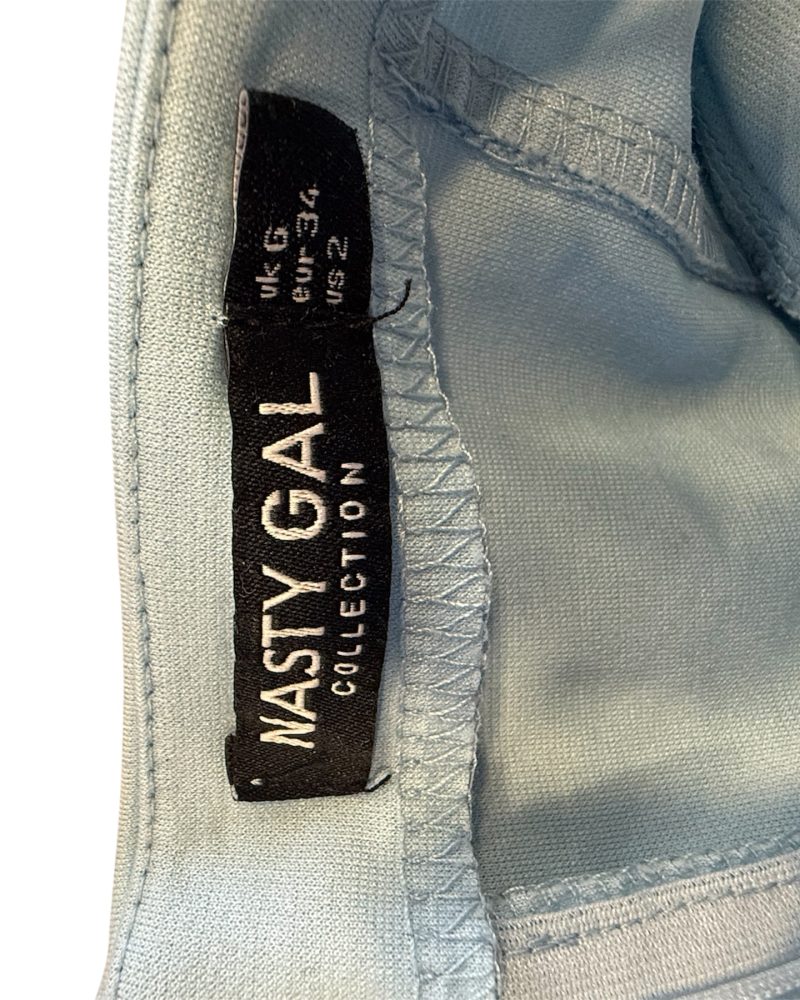 NASTY GAL
COLLECTION
uk 6
eur 34
us 2